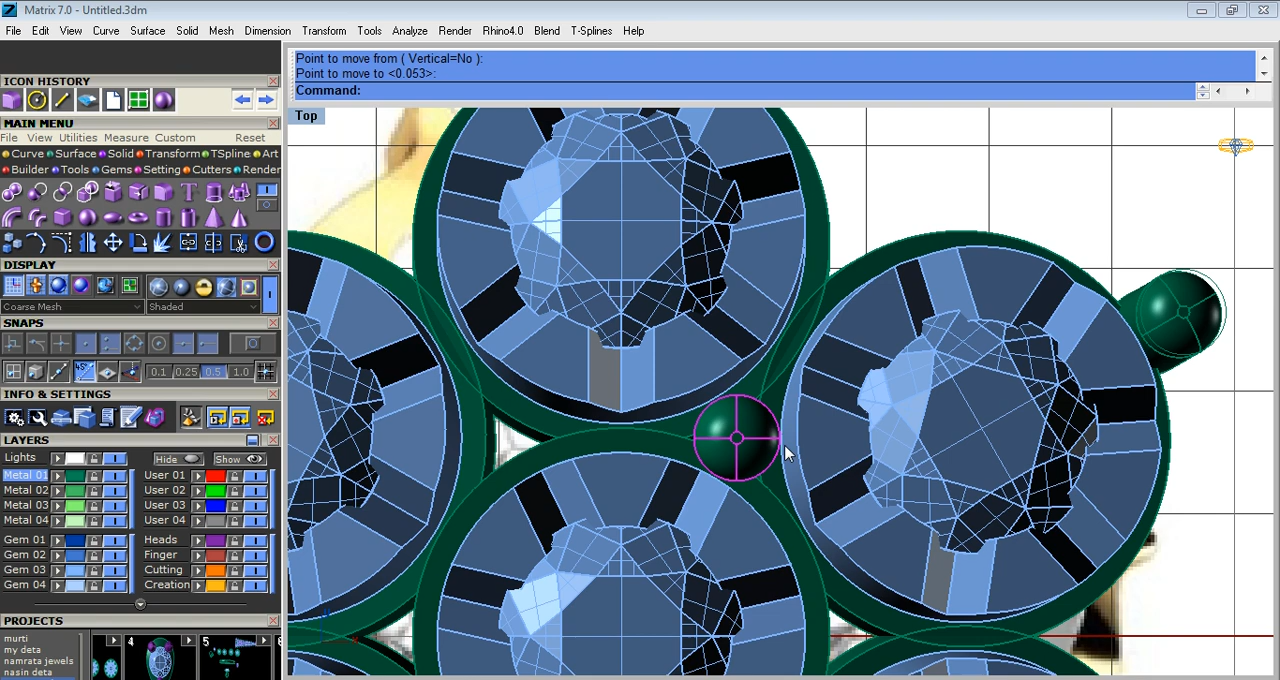 Matrix 7.0 - Untitled.3dm
File Edit View Curve Surface Solid Mesh Dimension Transform Tools Analyze Render Rhino4.0 Blend T-Splines Help
Point to move from ( Vertical=No ):
Point to move to <0.053>:
Command:
Top
ICON HISTORY
MAIN MENU
File View Utilities Measure Custom Reset
Curve Surface Solid Transform TSpline Art
Builder Tools Gems Setting Cutters Render
DISPLAY
Coarse Mesh Shaded
SNAPS
45°
0.1 0.25 0.5 1.0
INFO & SETTINGS
LAYERS
Lights Hide Show
Metal 01 User 01
Metal 02 User 02
Metal 03 User 03
Metal 04 User 04
Gem 01 Heads
Gem 02 Finger
Gem 03 Cutting
Gem 04 Creation
PROJECTS
murti
my deta
namrata jewels
nasin deta
4 5